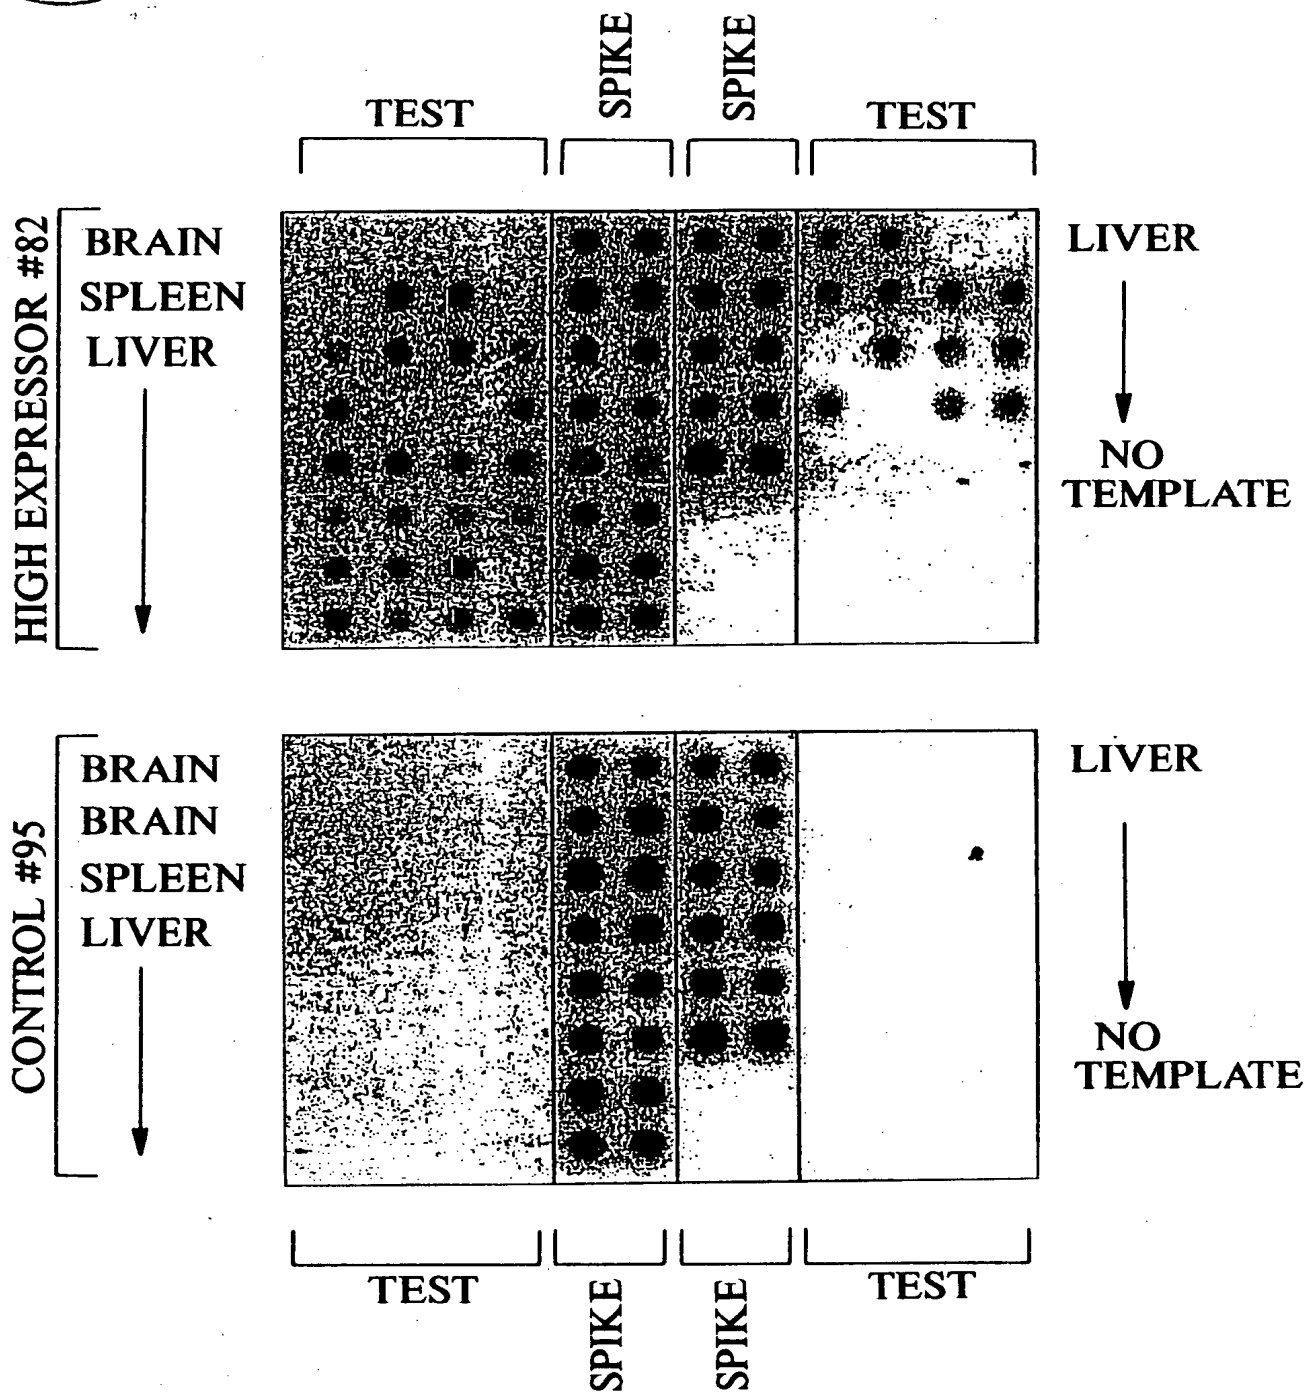 SPIKE
SPIKE
TEST
TEST
HIGH EXPRESSOR #82
BRAIN
SPLEEN
LIVER
LIVER
NO
TEMPLATE
CONTROL #95
BRAIN
BRAIN
SPLEEN
LIVER
LIVER
NO
TEMPLATE
TEST
SPIKE
SPIKE
TEST